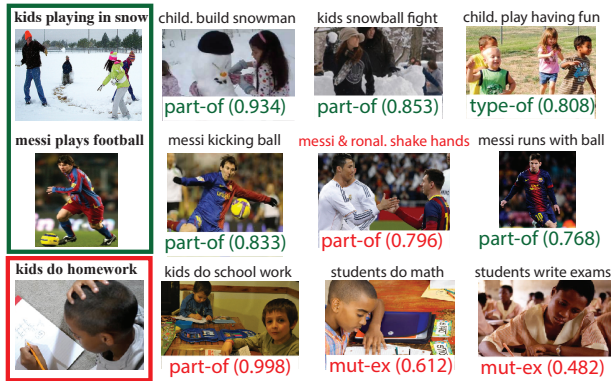 kids playing in snow
child. build snowman
kids snowball fight
child. play having fun
part-of (0.934)
part-of (0.853)
type-of (0.808)
messi plays football
messi kicking ball
messi & ronal. shake hands
messi runs with ball
part-of (0.833)
part-of (0.796)
part-of (0.768)
kids do homework
kids do school work
students do math
students write exams
part-of (0.998)
mut-ex (0.612)
mut-ex (0.482)